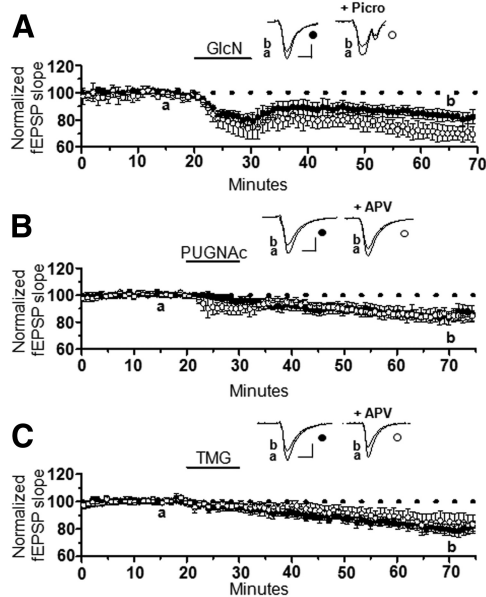 A
GlcN
+ Picro
b
a
Normalized
fEPSP slope
120
100
80
60
a
b
0 10 20 30 40 50 60 70
Minutes
B
PUGNAc
+ APV
b
a
b
a
Normalized
fEPSP slope
120
100
80
60
a
b
0 10 20 30 40 50 60 70
Minutes
C
TMG
+ APV
b
a
b
a
Normalized
fEPSP slope
120
100
80
60
a
b
0 10 20 30 40 50 60 70
Minutes